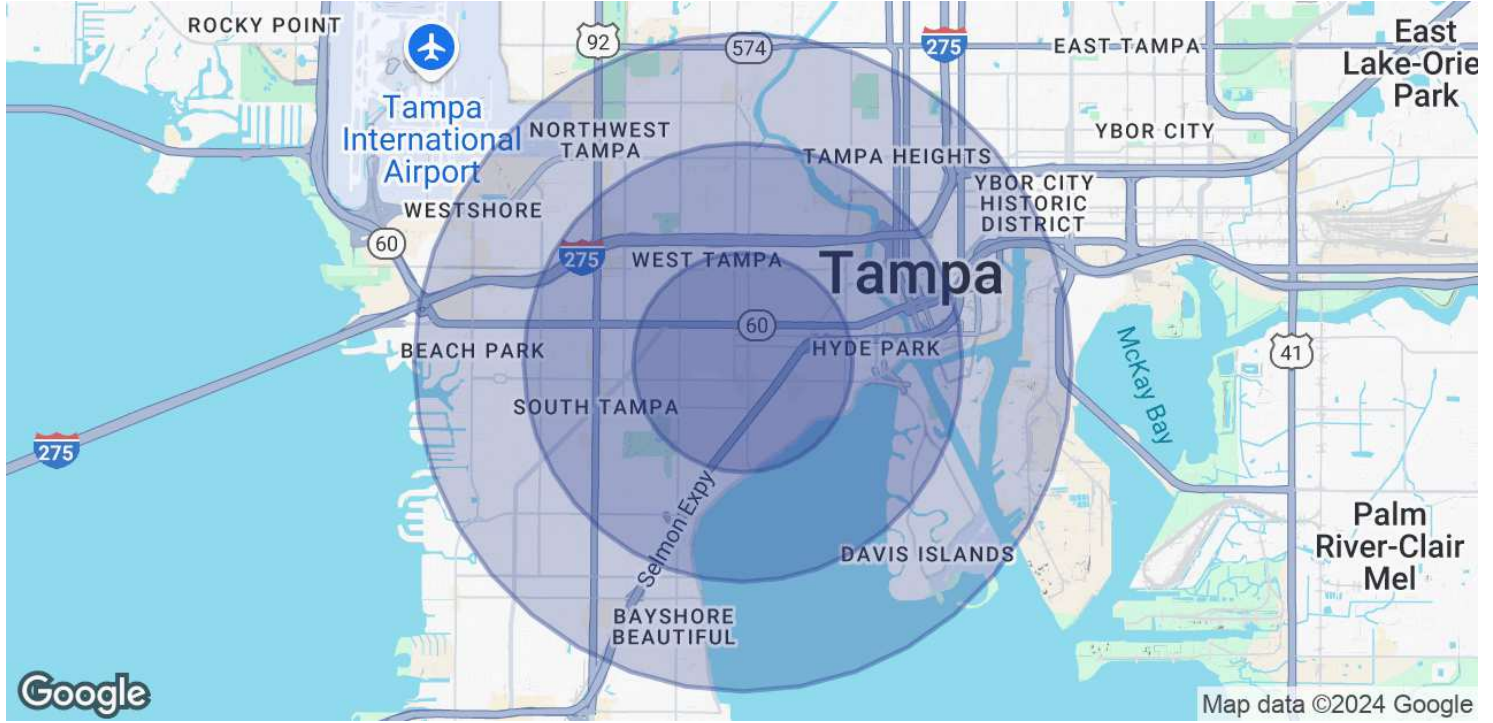 ROCKY POINT
92
574
275
EAST TAMPA
East
Lake-Orie
Park
Tampa
International
Airport
NORTHWEST
TAMPA
TAMPA HEIGHTS
YBOR CITY
WESTSHORE
YBOR CITY
HISTORIC
DISTRICT
60
275
WEST TAMPA
Tampa
60
BEACH PARK
HYDE PARK
41
McKay Bay
SOUTH TAMPA
275
Selmon Expy
DAVIS ISLANDS
Palm
River-Clair
Mel
BAYSHORE
BEAUTIFUL
Google
Map data ©2024 Google